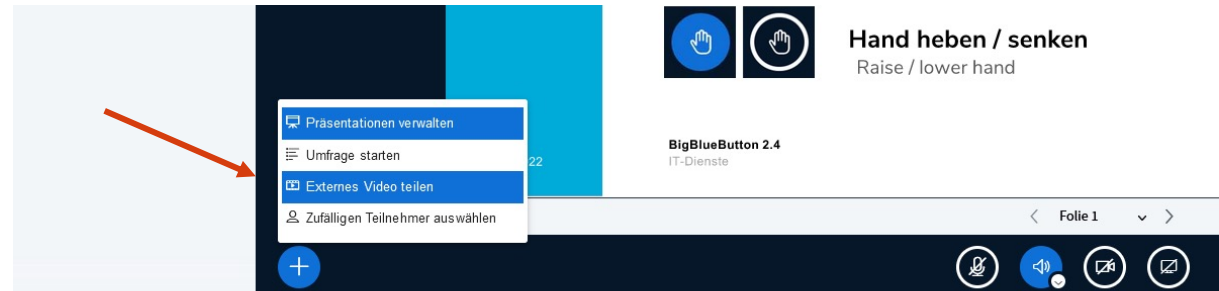 Hand heben / senken
Raise / lower hand
Präsentationen verwalten
Umfrage starten
22
Externes Video teilen
Zufälligen Teilnehmer auswählen
BigBlueButton 2.4
IT-Dienste
Folie 1